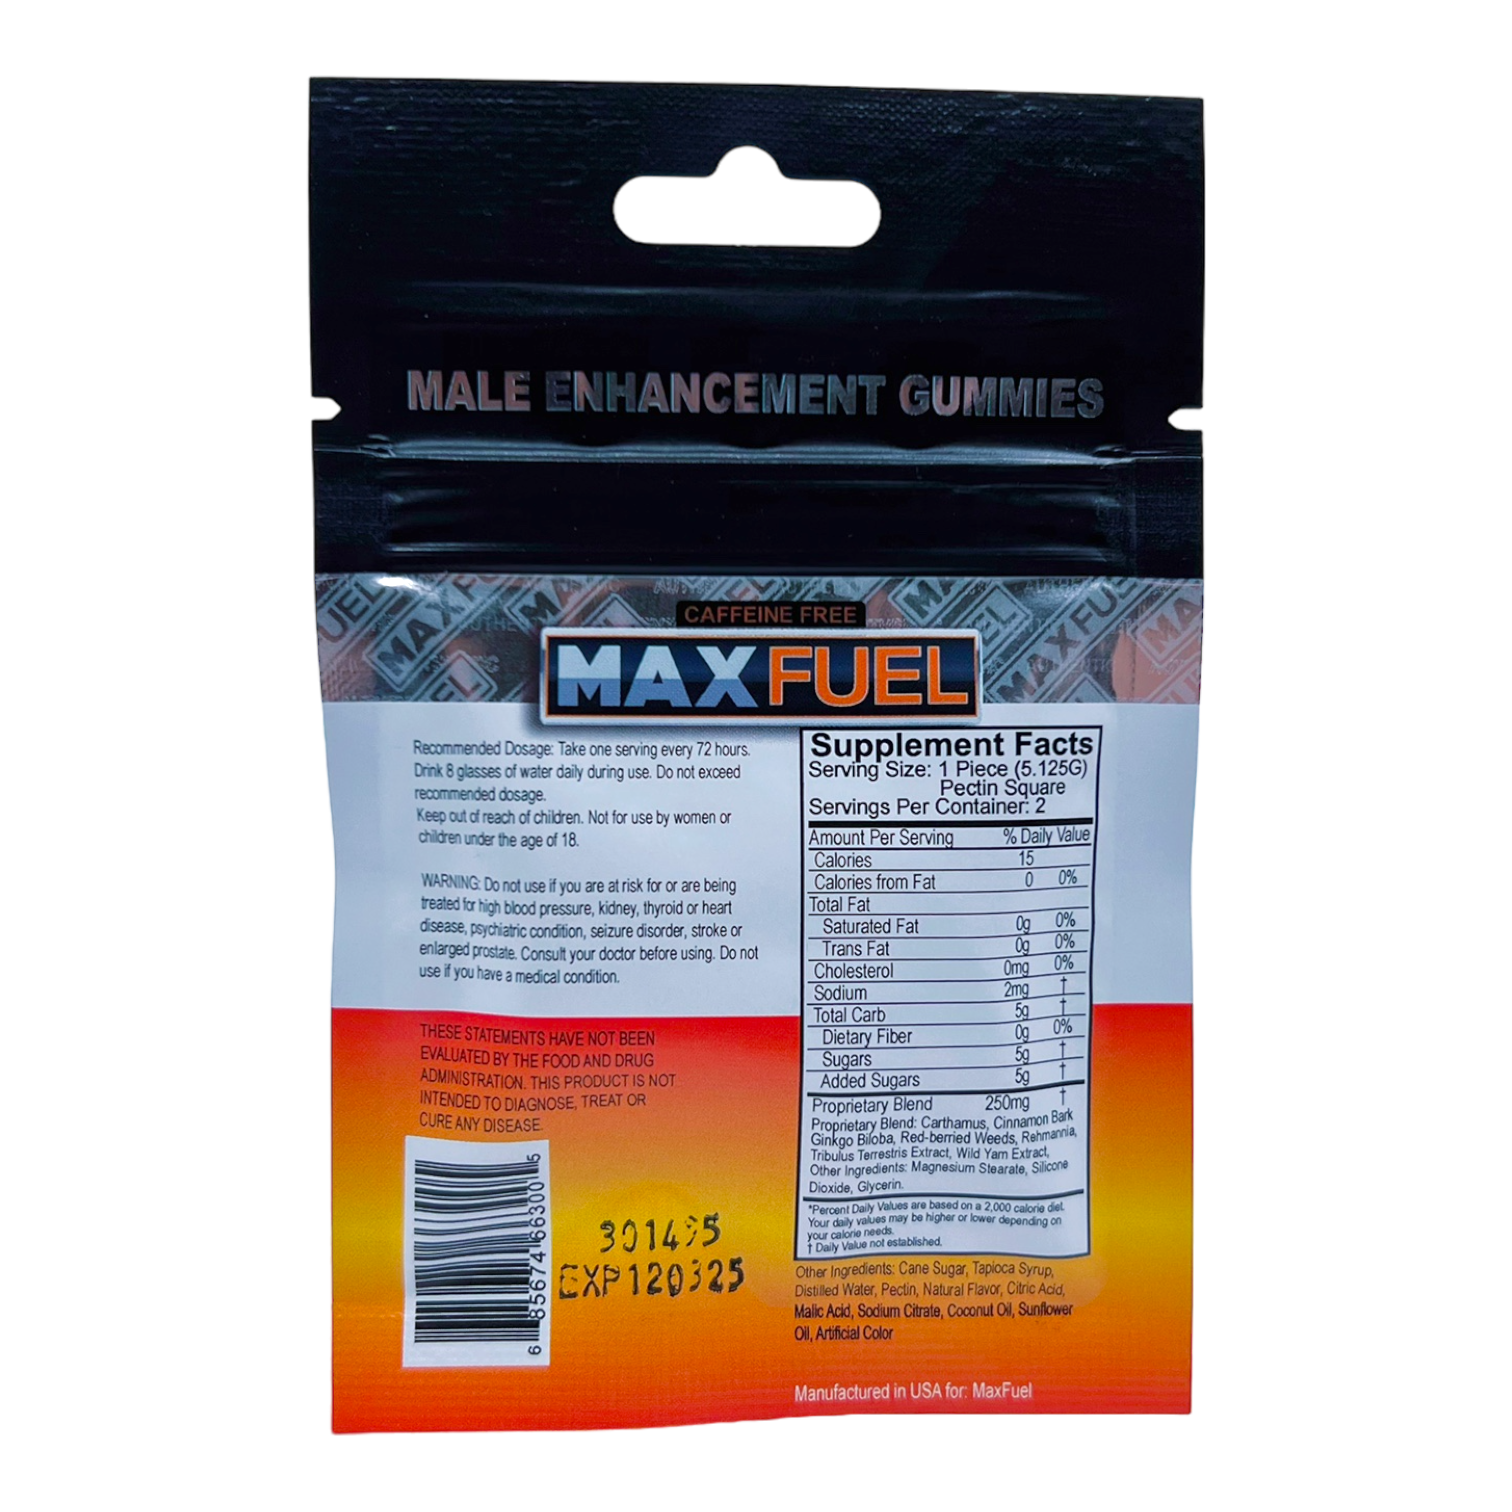 MALE ENHANCEMENT GUMMIES
CAFFEINE FREE
MAXFUEL
Recommended Dosage: Take one serving every 72 hours.
Drink 8 glasses of water daily during use. Do not exceed
recommended dosage.
Keep out of reach of children. Not for use by women or
children under the age of 18.
WARNING: Do not use if you are at risk for or are being
treated for high blood pressure, kidney, thyroid or heart
disease, psychiatric condition, seizure disorder, stroke or
enlarged prostate. Consult your doctor before using. Do not
use if you have a medical condition.
THESE STATEMENTS HAVE NOT BEEN
EVALUATED BY THE FOOD AND DRUG
ADMINISTRATION. THIS PRODUCT IS NOT
INTENDED TO DIAGNOSE, TREAT OR
CURE ANY DISEASE.
6 85674 66300 5
EXP 120325
Supplement Facts
Serving Size: 1 Piece (5.125G)
Pectin Square
Servings Per Container: 2
Amount Per Serving % Daily Value
Calories 15
Calories from Fat 0 0%
Total Fat
Saturated Fat 0g 0%
Trans Fat 0g 0%
Cholesterol 0mg 0%
Sodium 2mg †
Total Carb 5g †
Dietary Fiber 0g 0%
Sugars 5g †
Added Sugars 5g †
Proprietary Blend 250mg †
Proprietary Blend: Carthamus, Cinnamon Bark
Ginkgo Biloba, Red-berried Weeds, Rehmannia,
Tribulus Terrestris Extract, Wild Yam Extract,
Other Ingredients: Magnesium Stearate, Silicone
Dioxide, Glycerin.
*Percent Daily Values are based on a 2,000 calorie diet.
Your daily values may be higher or lower depending on
your calorie needs.
† Daily Value not established.
Other Ingredients: Cane Sugar, Tapioca Syrup,
Distilled Water, Pectin, Natural Flavor, Citric Acid,
Malic Acid, Sodium Citrate, Coconut Oil, Sunflower
Oil, Artificial Color
Manufactured in USA for: MaxFuel